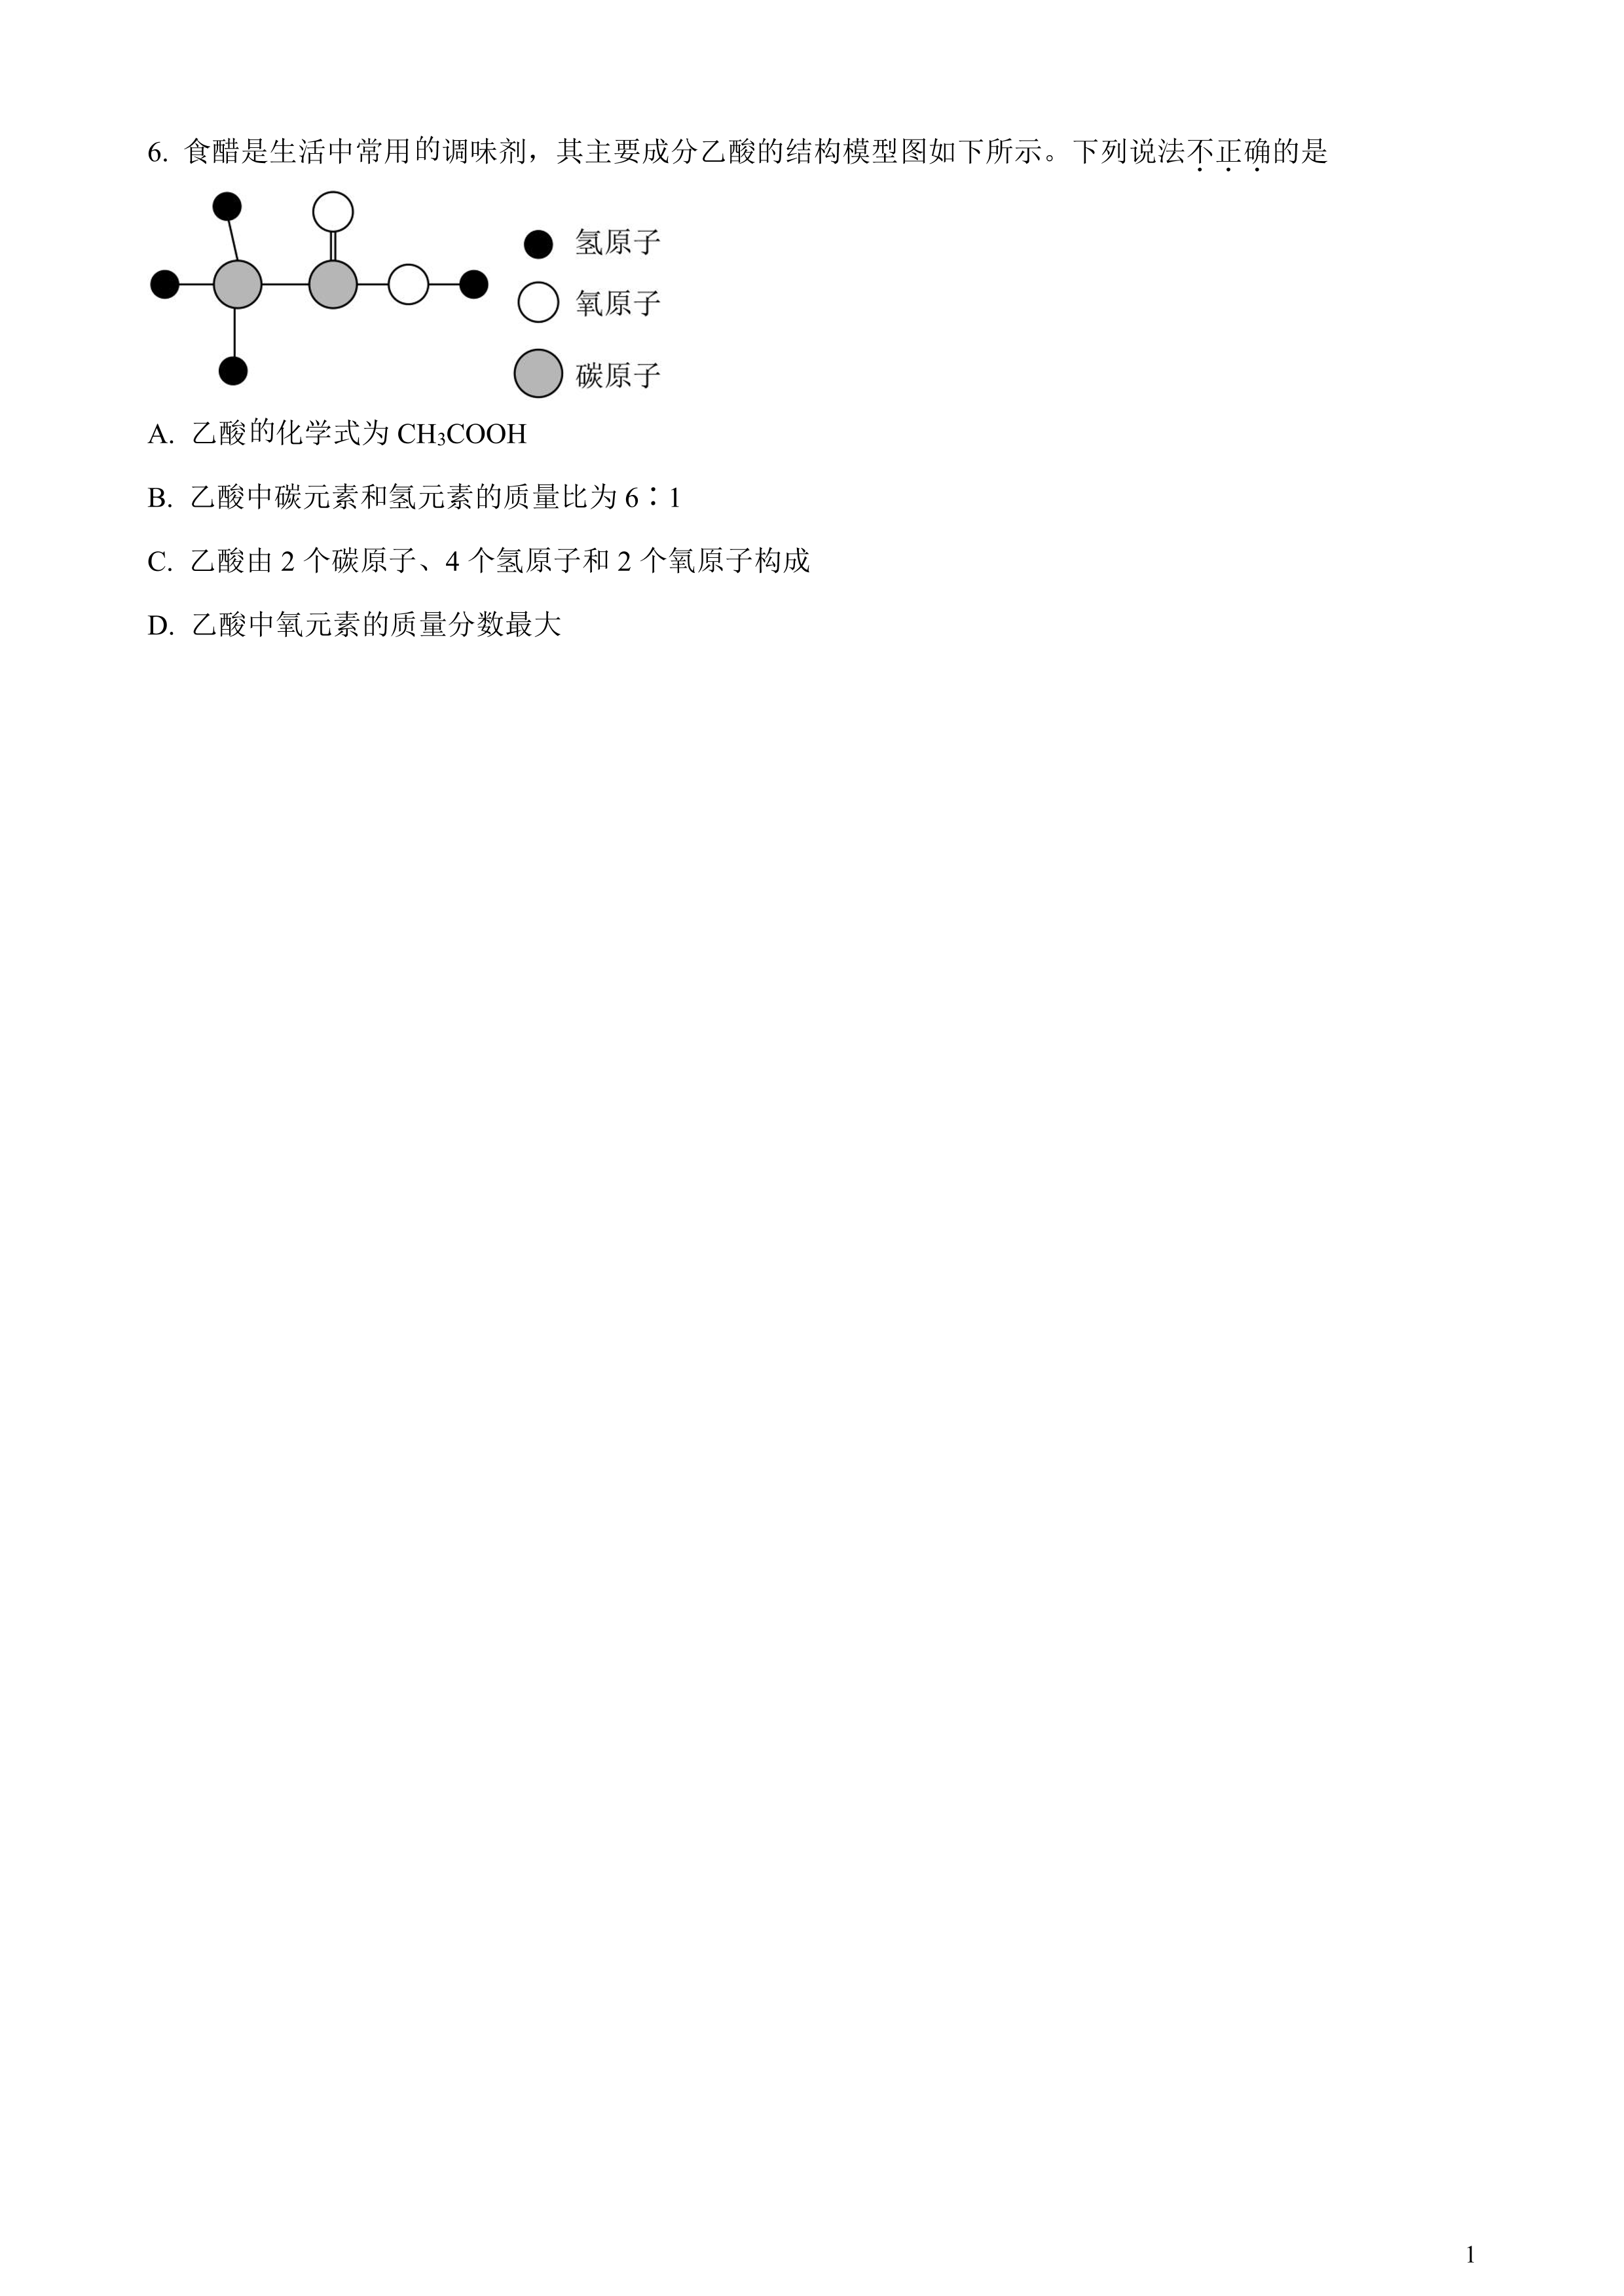 6. 食醋是生活中常用的调味剂，其主要成分乙酸的结构模型图如下所示。下列说法不正确的是
氢原子
氧原子
碳原子
A. 乙酸的化学式为 CH₃COOH
B. 乙酸中碳元素和氢元素的质量比为 6∶1
C. 乙酸由 2 个碳原子、4 个氢原子和 2 个氧原子构成
D. 乙酸中氧元素的质量分数最大
1